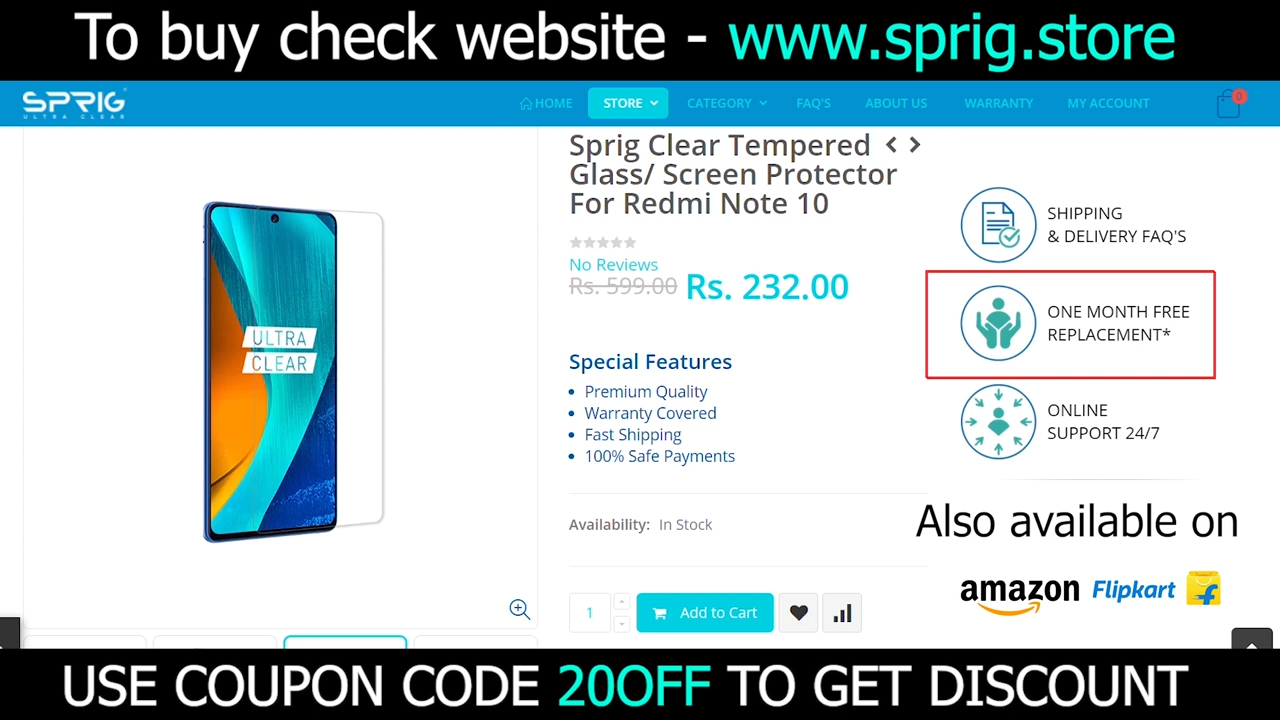 To buy check website - www.sprig.store
SPRIG
ULTRA CLEAR
HOME
STORE
CATEGORY
FAQ'S
ABOUT US
WARRANTY
MY ACCOUNT
0
Sprig Clear Tempered
Glass/ Screen Protector
For Redmi Note 10
No Reviews
Rs. 599.00 Rs. 232.00
Special Features
Premium Quality
Warranty Covered
Fast Shipping
100% Safe Payments
Availability: In Stock
1
Add to Cart
ULTRA
CLEAR
SHIPPING
& DELIVERY FAQ'S
ONE MONTH FREE
REPLACEMENT*
ONLINE
SUPPORT 24/7
Also available on
amazon Flipkart
USE COUPON CODE 20OFF TO GET DISCOUNT